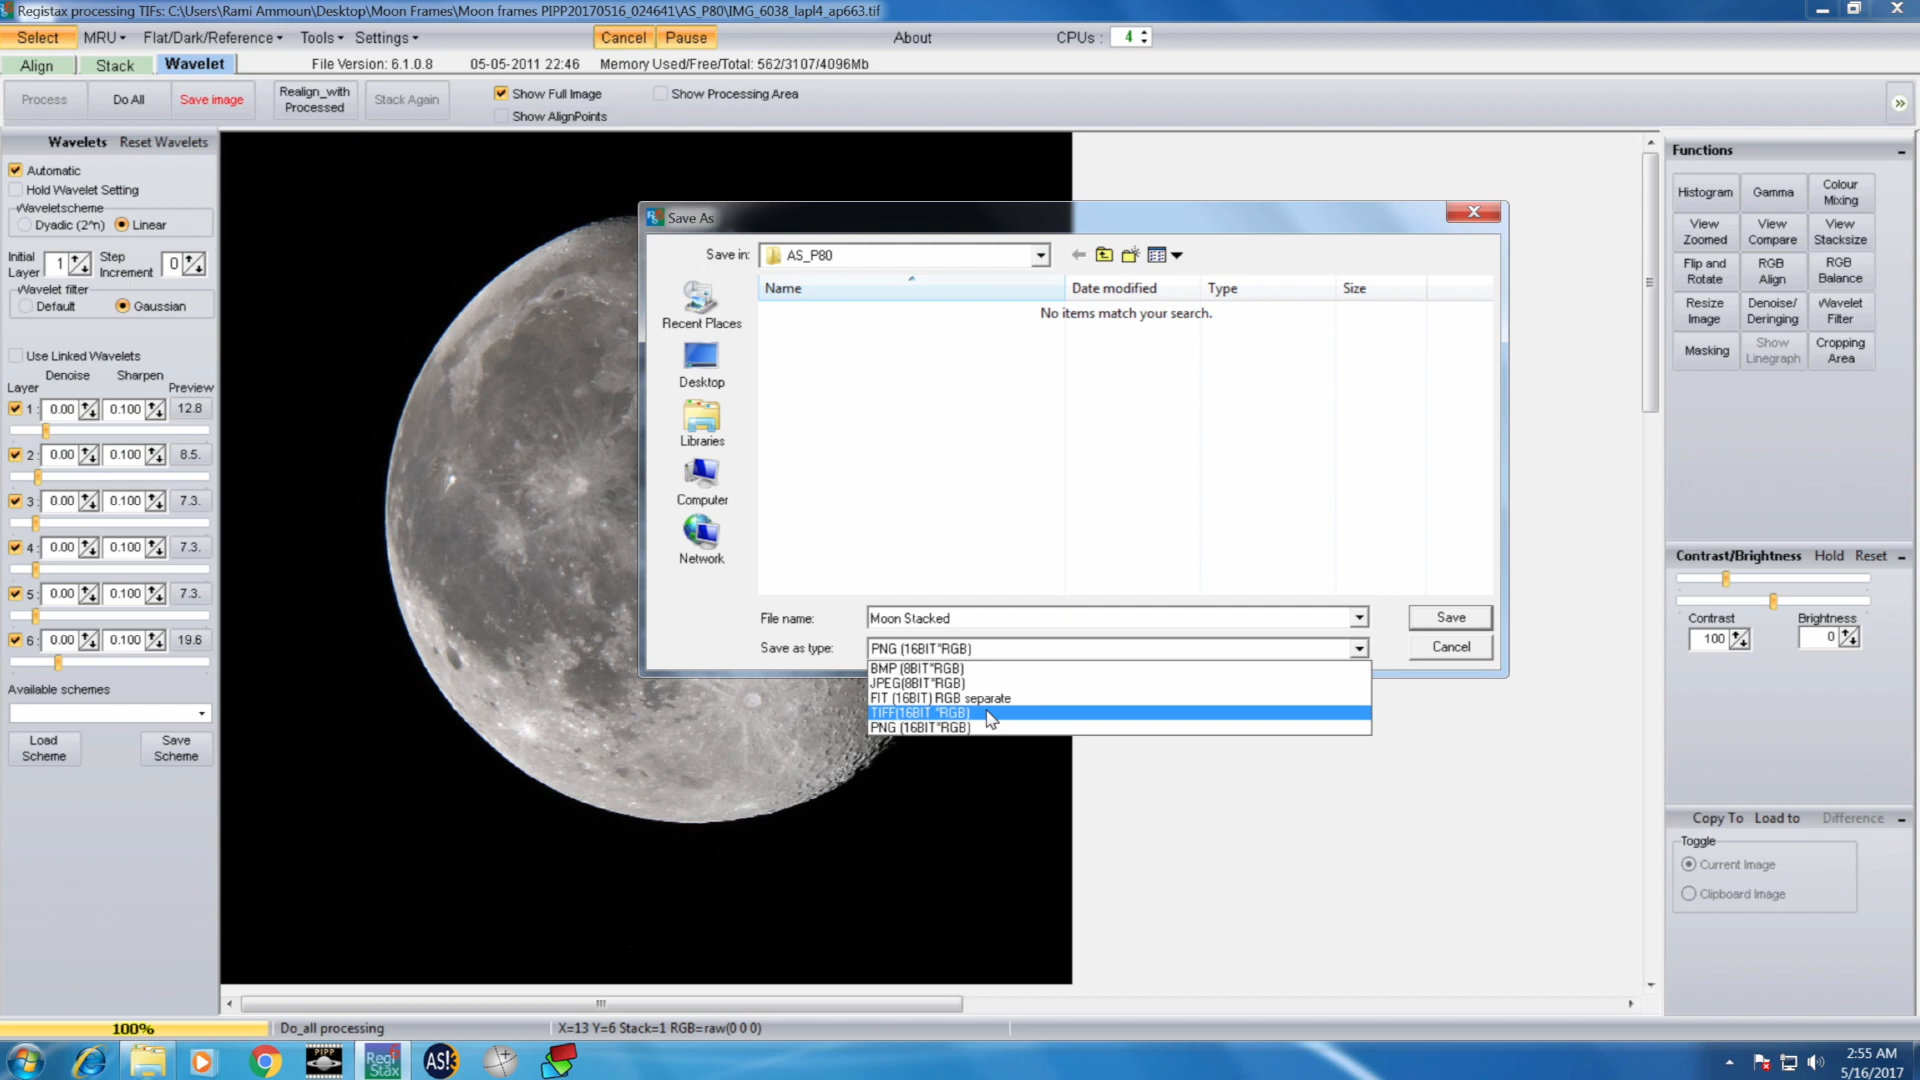 Registax processing TIFs: C:\Users\Rami Ammoun\Desktop\Moon Frames\Moon frames PIPP20170516_024641\AS_P80\IMG_6038_lapl4_ap663.tif
Select MRU Flat/Dark/Reference Tools Settings Cancel Pause About CPUs : 4
Align Stack Wavelet File Version: 6.1.0.8 05-05-2011 22:46 Memory Used/Free/Total: 562/3107/4096Mb
Process Do All Save image Realign_with Processed Stack Again Show Full Image Show Processing Area
Show AlignPoints
Wavelets Reset Wavelets
Automatic
Hold Wavelet Setting
Waveletscheme
Dyadic (2^n) Linear
Initial Layer 1 Step Increment 0
Wavelet filter
Default Gaussian
Use Linked Wavelets
Denoise Sharpen
Layer Preview
1 : 0.00 0.100 12.8
2 : 0.00 0.100 8.5.
3 : 0.00 0.100 7.3.
4 : 0.00 0.100 7.3.
5 : 0.00 0.100 7.3.
6 : 0.00 0.100 19.6
Available schemes
Load Scheme Save Scheme
Save As
Save in: AS_P80
Name Date modified Type Size
No items match your search.
Recent Places
Desktop
Libraries
Computer
Network
File name: Moon Stacked Save
Save as type: PNG (16BIT*RGB) Cancel
BMP (8BIT*RGB)
JPEG(8BIT*RGB)
FIT (16BIT) RGB separate
TIFF(16BIT *RGB)
PNG (16BIT*RGB)
Functions
Histogram Gamma Colour Mixing
View Zoomed View Compare View Stacksize
Flip and Rotate RGB Align RGB Balance
Resize Image Denoise/ Deringing Wavelet Filter
Masking Show Linegraph Cropping Area
Contrast/Brightness Hold Reset
Contrast Brightness
100 0
Copy To Load to Difference
Toggle
Current Image
Clipboard Image
100% Do_all processing X=13 Y=6 Stack=1 RGB=raw(0 0 0)
PIPP Regi Stax 6 AS!3
2:55 AM
5/16/2017